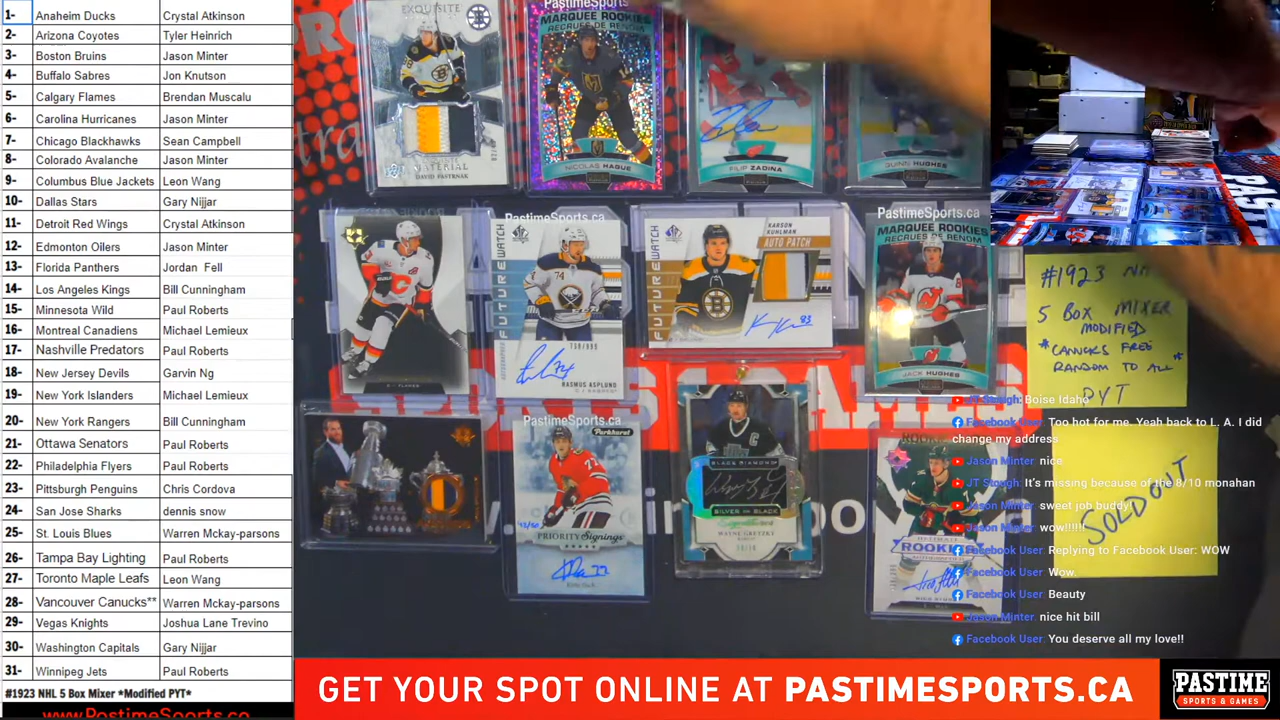 1- Anaheim Ducks Crystal Atkinson
2- Arizona Coyotes Tyler Heinrich
3- Boston Bruins Jason Minter
4- Buffalo Sabres Jon Knutson
5- Calgary Flames Brendan Muscalu
6- Carolina Hurricanes Jason Minter
7- Chicago Blackhawks Sean Campbell
8- Colorado Avalanche Jason Minter
9- Columbus Blue Jackets Leon Wang
10- Dallas Stars Gary Nijjar
11- Detroit Red Wings Crystal Atkinson
12- Edmonton Oilers Jason Minter
13- Florida Panthers Jordan Fell
14- Los Angeles Kings Bill Cunningham
15- Minnesota Wild Paul Roberts
16- Montreal Canadiens Michael Lemieux
17- Nashville Predators Paul Roberts
18- New Jersey Devils Garvin Ng
19- New York Islanders Michael Lemieux
20- New York Rangers Bill Cunningham
21- Ottawa Senators Paul Roberts
22- Philadelphia Flyers Paul Roberts
23- Pittsburgh Penguins Chris Cordova
24- San Jose Sharks dennis snow
25- St. Louis Blues Warren Mckay-parsons
26- Tampa Bay Lighting Paul Roberts
27- Toronto Maple Leafs Leon Wang
28- Vancouver Canucks** Warren Mckay-parsons
29- Vegas Knights Joshua Lane Trevino
30- Washington Capitals Gary Nijjar
31- Winnipeg Jets Paul Roberts
#1923 NHL 5 Box Mixer *Modified PYT*
www.PastimeSports.ca
EXQUISITE
MATERIAL
DAVID PASTRNAK
PastimeSports.ca
MARQUEE ROOKIES
RECRUES DE RENOM
NICOLAS HAGUE
FILIP ZADINA
QUINN HUGHES
PastimeSports.ca
FUTURE WATCH
RASMUS ASPLUND
FUTURE WATCH
KARSON KUHLMAN
AUTO PATCH
PastimeSports.ca
MARQUEE ROOKIES
RECRUES DE RENOM
JACK HUGHES
PastimeSports.ca
Parkhurst
PRIORITY Signings
BLACK DIAMOND
SILVER ON BLACK
WAYNE GRETZKY
ULTIMATE
ROOKIES
#1923
5 BOX MIXER
MODIFIED
*CANUCKS FREE
RANDOM TO ALL *
PYT
SOLD OUT
JT Stough: Boise Idaho
Facebook User: Too hot for me. Yeah back to L. A. I did
change my address
Jason Minter: nice
JT Stough: It's missing because of the 8/10 monahan
Jason Minter: sweet job buddy
Jason Minter: wow!!!!!
Facebook User: Replying to Facebook User: WOW
Facebook User: Wow.
Facebook User: Beauty
Jason Minter: nice hit bill
Facebook User: You deserve all my love!!
GET YOUR SPOT ONLINE AT PASTIMESPORTS.CA
PASTIME
SPORTS & GAMES